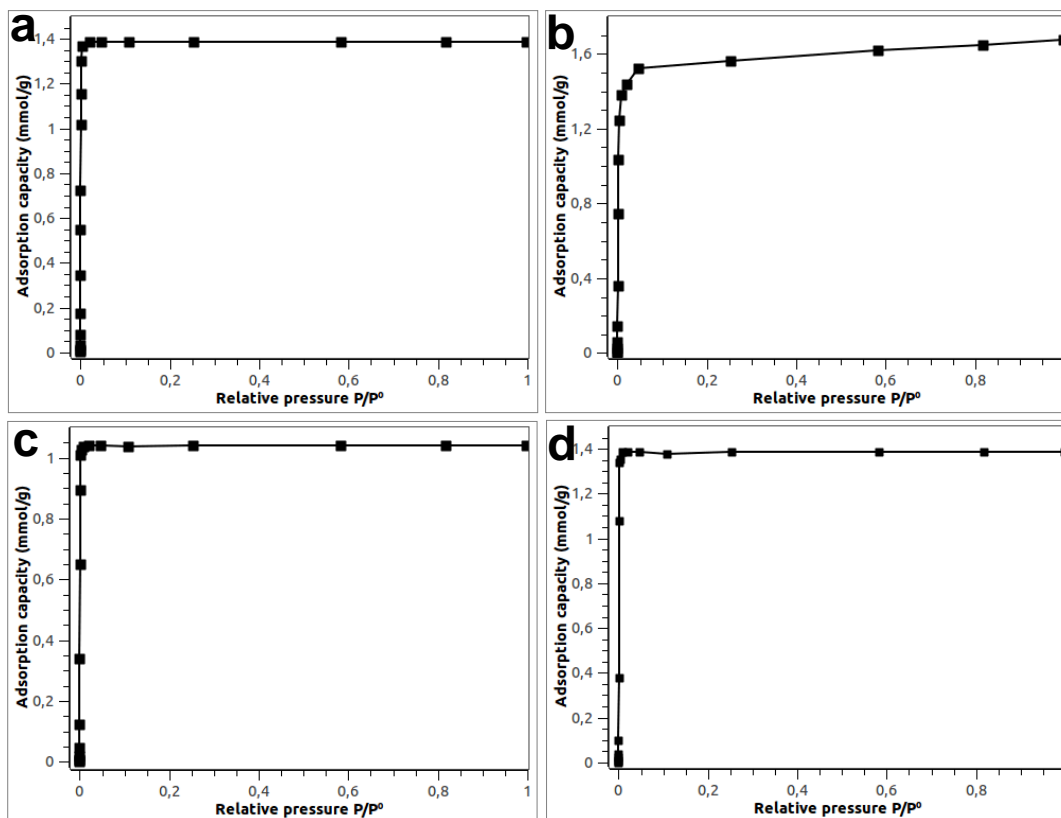 a
1,4
1,2
1
0,8
0,6
0,4
0,2
0
Adsorption capacity (mmol/g)
0 0,2 0,4 0,6 0,8 1
Relative pressure P/P⁰
b
1,6
1,2
0,8
0,4
0
Adsorption capacity (mmol/g)
0 0,2 0,4 0,6 0,8
Relative pressure P/P⁰
c
1
0,8
0,6
0,4
0,2
0
Adsorption capacity (mmol/g)
0 0,2 0,4 0,6 0,8 1
Relative pressure P/P⁰
d
1,4
1,2
1
0,8
0,6
0,4
0,2
0
Adsorption capacity (mmol/g)
0 0,2 0,4 0,6 0,8
Relative pressure P/P⁰